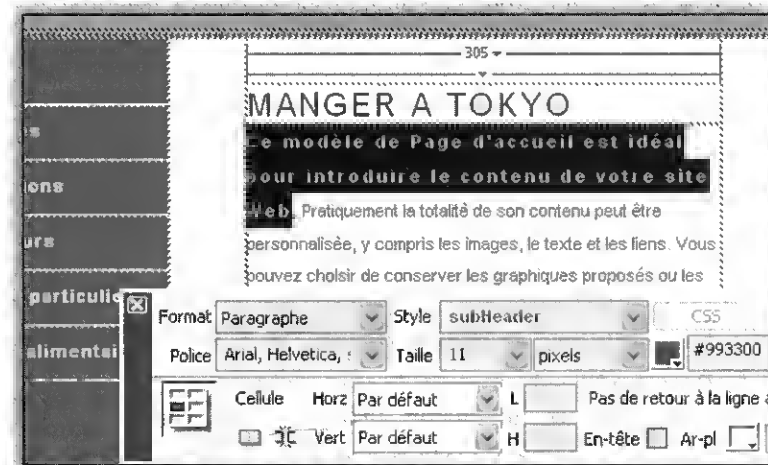 305
MANGER A TOKYO
Ce modèle de Page d'accueil est idéal
pour introduire le contenu de votre site
Web. Pratiquement la totalité de son contenu peut être
personnalisée, y compris les images, le texte et les liens. Vous
pouvez choisir de conserver les graphiques proposés ou les
s
ions
urs
particulie
alimentai
Format Paragraphe Style subHeader CSS
Police Arial, Helvetica, Taille 11 pixels #993300
Cellule Horz Par défaut L Pas de retour à la ligne a
Vert Par défaut H En-tête Ar-pl